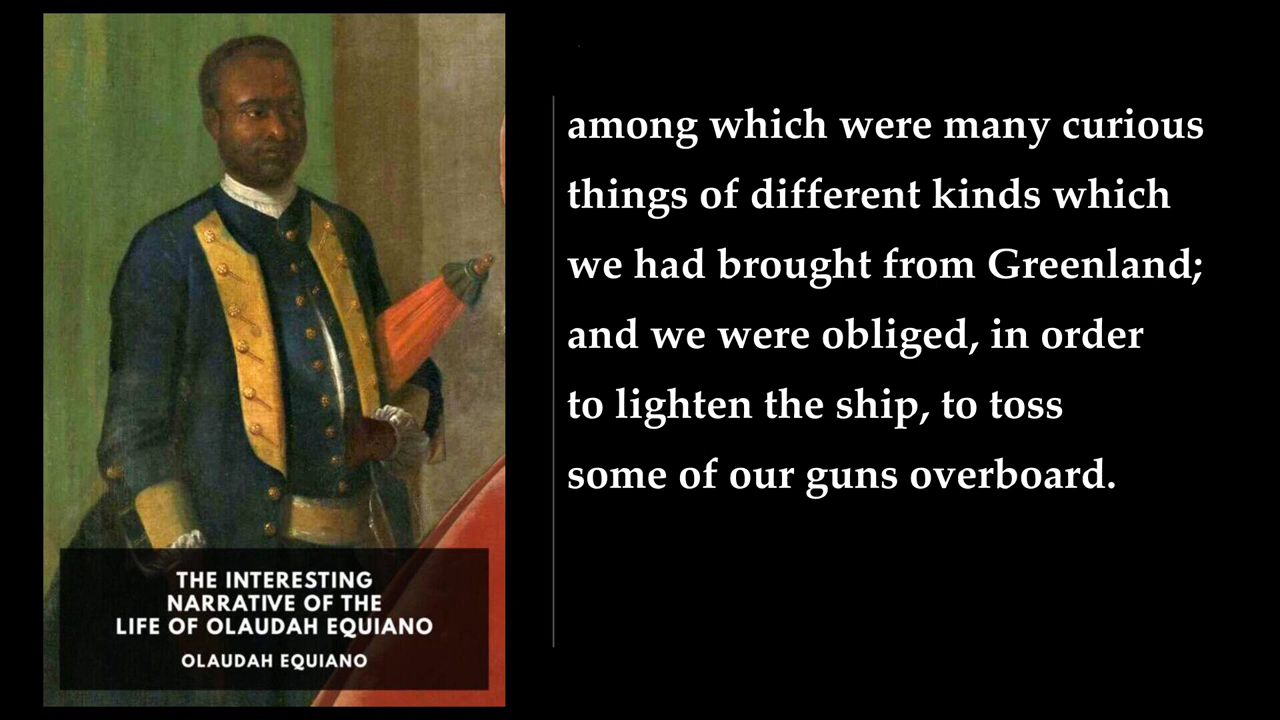 THE INTERESTING
NARRATIVE OF THE
LIFE OF OLAUDAH EQUIANO
OLAUDAH EQUIANO
among which were many curious
things of different kinds which
we had brought from Greenland;
and we were obliged, in order
to lighten the ship, to toss
some of our guns overboard.